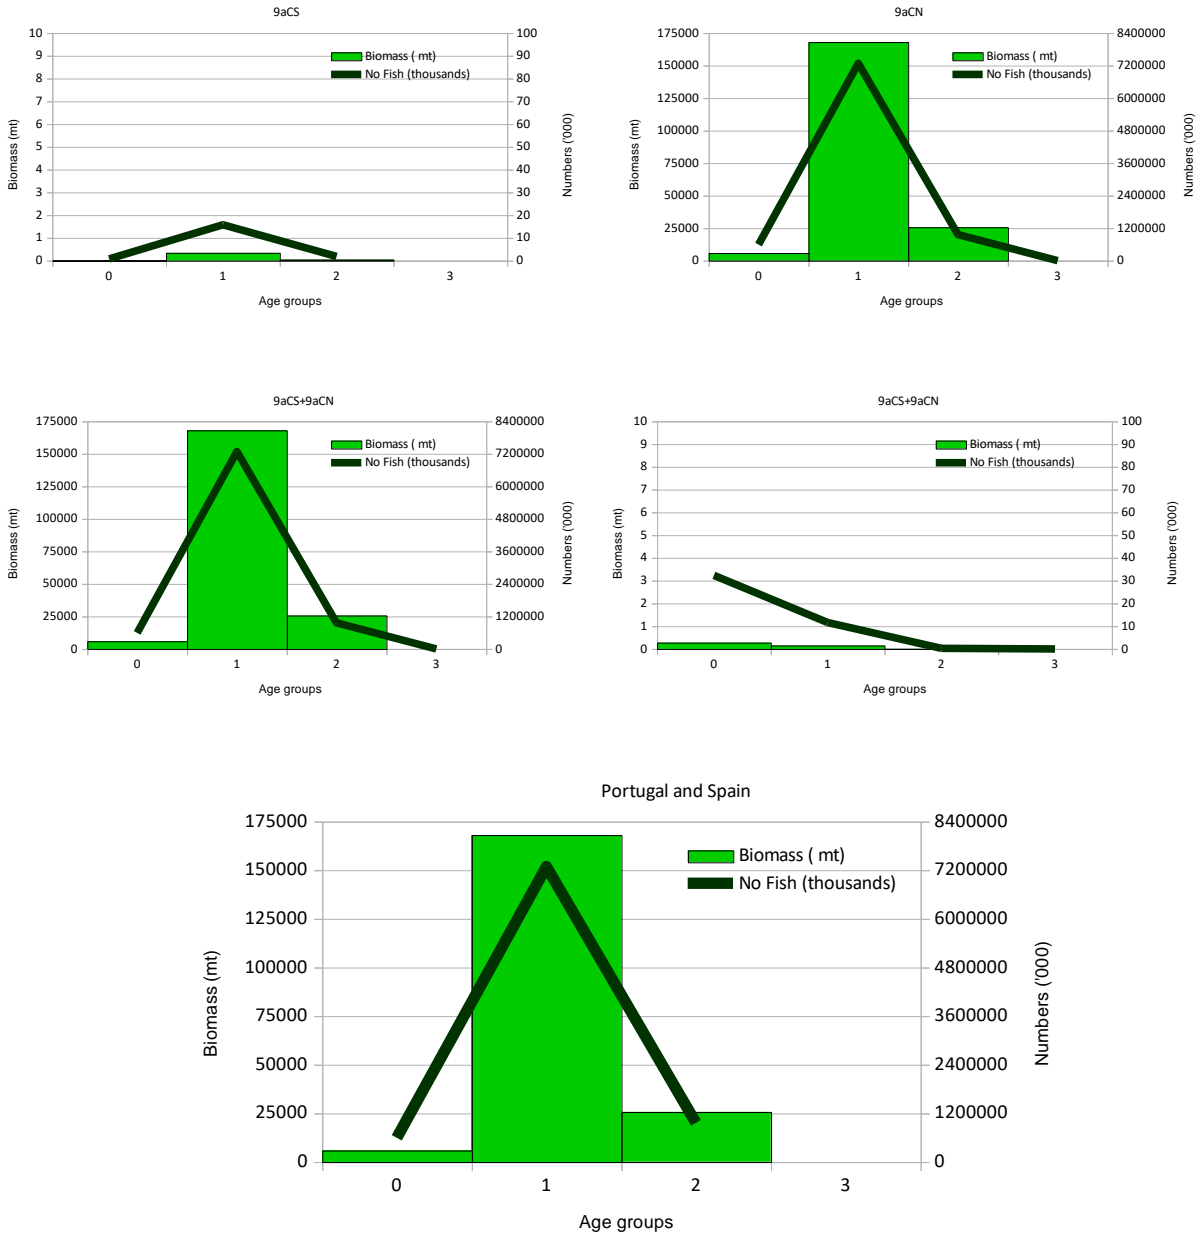 9aCS
10
9
8
7
6
5
4
3
2
1
0
100
90
80
70
60
50
40
30
20
10
0
Biomass ( mt)
No Fish (thousands)
Biomass (mt)
Numbers ('000)
0 1 2 3
Age groups
9aCN
175000
150000
125000
100000
75000
50000
25000
0
8400000
7200000
6000000
4800000
3600000
2400000
1200000
0
Biomass ( mt)
No Fish (thousands)
Biomass (mt)
Numbers ('000)
0 1 2 3
Age groups
9aCS+9aCN
175000
150000
125000
100000
75000
50000
25000
0
8400000
7200000
6000000
4800000
3600000
2400000
1200000
0
Biomass ( mt)
No Fish (thousands)
Biomass (mt)
Numbers ('000)
0 1 2 3
Age groups
9aCS+9aCN
10
9
8
7
6
5
4
3
2
1
0
100
90
80
70
60
50
40
30
20
10
0
Biomass ( mt)
No Fish (thousands)
Biomass (mt)
Numbers ('000)
0 1 2 3
Age groups
Portugal and Spain
175000
150000
125000
100000
75000
50000
25000
0
8400000
7200000
6000000
4800000
3600000
2400000
1200000
0
Biomass ( mt)
No Fish (thousands)
Biomass (mt)
Numbers ('000)
0 1 2 3
Age groups